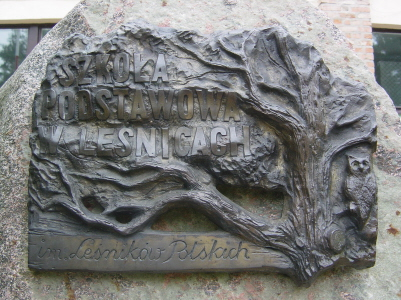 SZKOŁA
PODSTAWOWA
W LEŚNICACH
im. Leśników Polskich